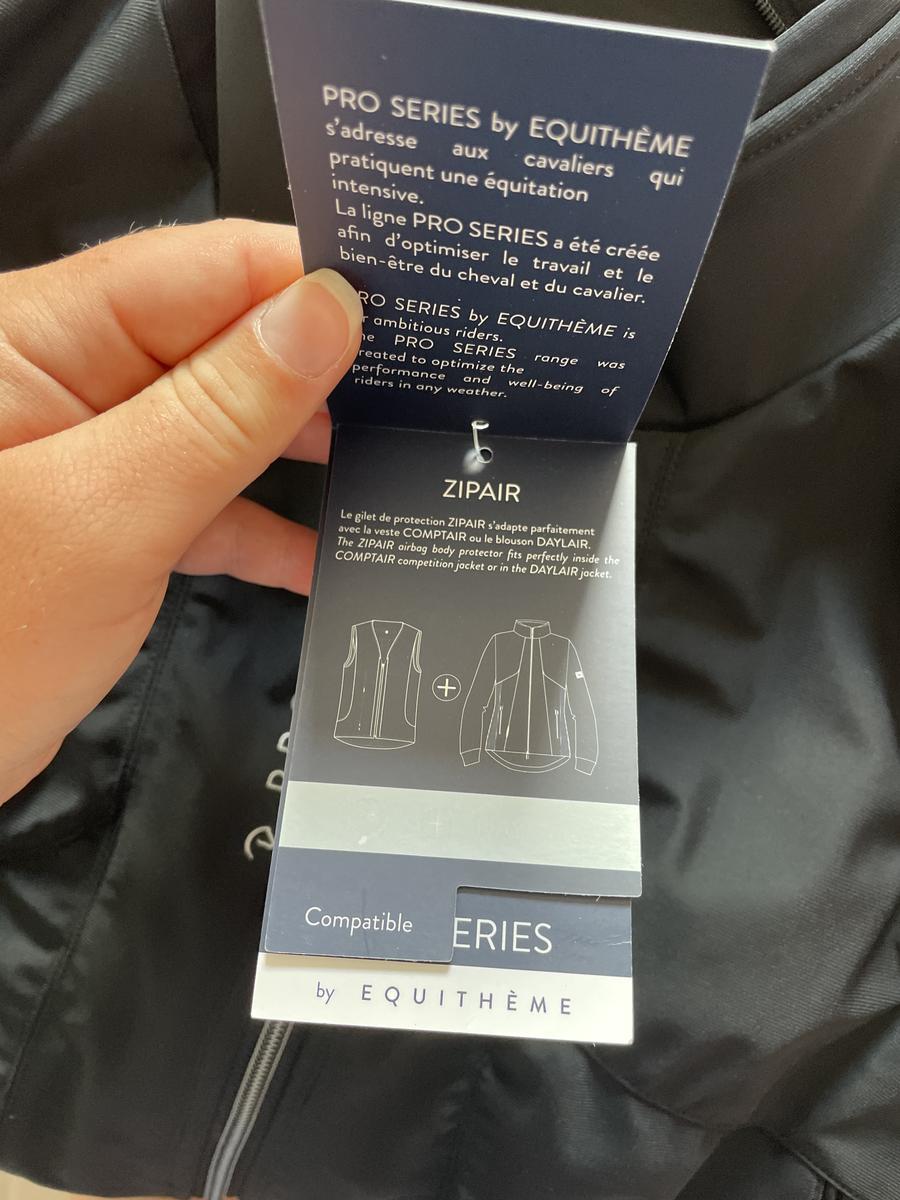 PRO SERIES by EQUITHÈME
s'adresse aux cavaliers qui
pratiquent une équitation
intensive.
La ligne PRO SERIES a été créée
afin d'optimiser le travail et le
bien-être du cheval et du cavalier.
RO SERIES by EQUITHÈME is
r ambitious riders.
he PRO SERIES range was
reated to optimize the
performance and well-being of
riders in any weather.
ZIPAIR
Le gilet de protection ZIPAIR s'adapte parfaitement
avec la veste COMPTAIR ou le blouson DAYLAIR.
The ZIPAIR airbag body protector fits perfectly inside the
COMPTAIR competition jacket or in the DAYLAIR jacket.
+
Compatible
ERIES
by EQUITHÈME